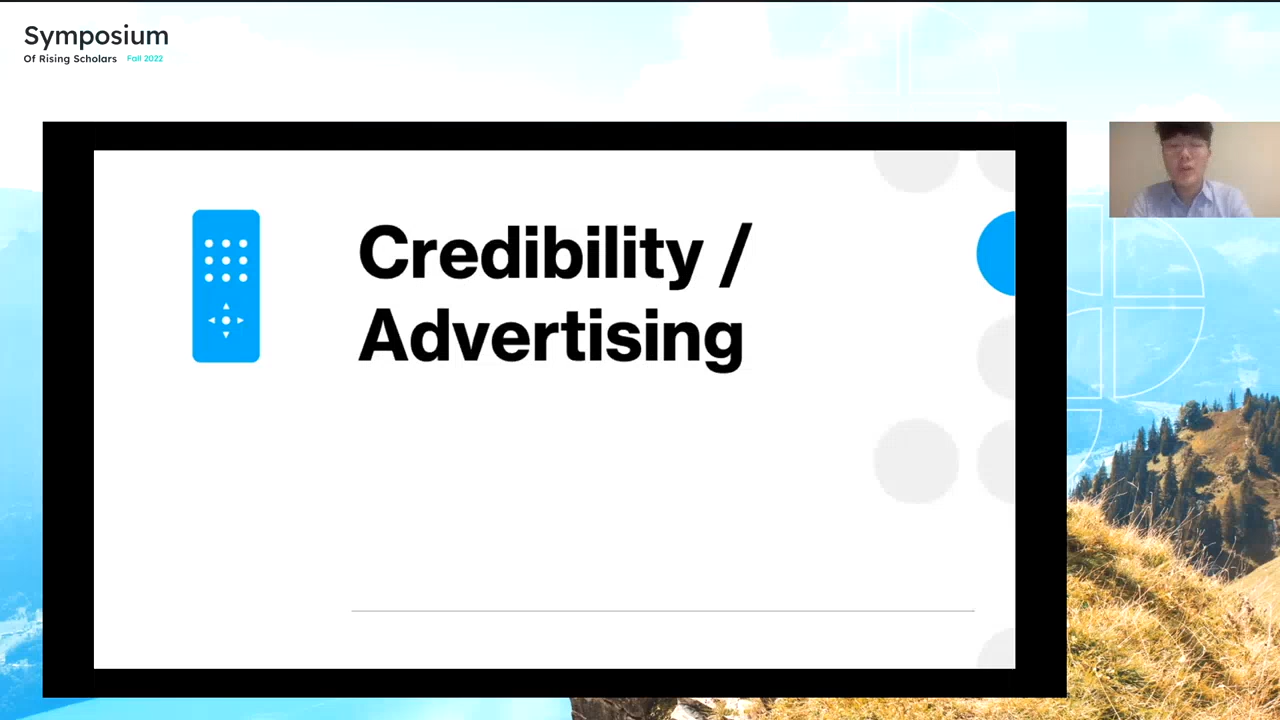 Symposium
Of Rising Scholars Fall 2022
Credibility /
Advertising